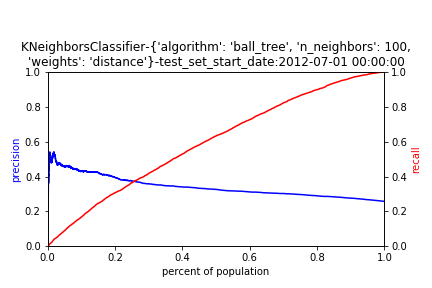 KNeighborsClassifier-{'algorithm': 'ball_tree', 'n_neighbors': 100,
'weights': 'distance'}-test_set_start_date:2012-07-01 00:00:00
1.0
0.8
0.6
0.4
0.2
0.0
precision
1.0
0.8
0.6
0.4
0.2
0.0
recall
0.0 0.2 0.4 0.6 0.8 1.0
percent of population